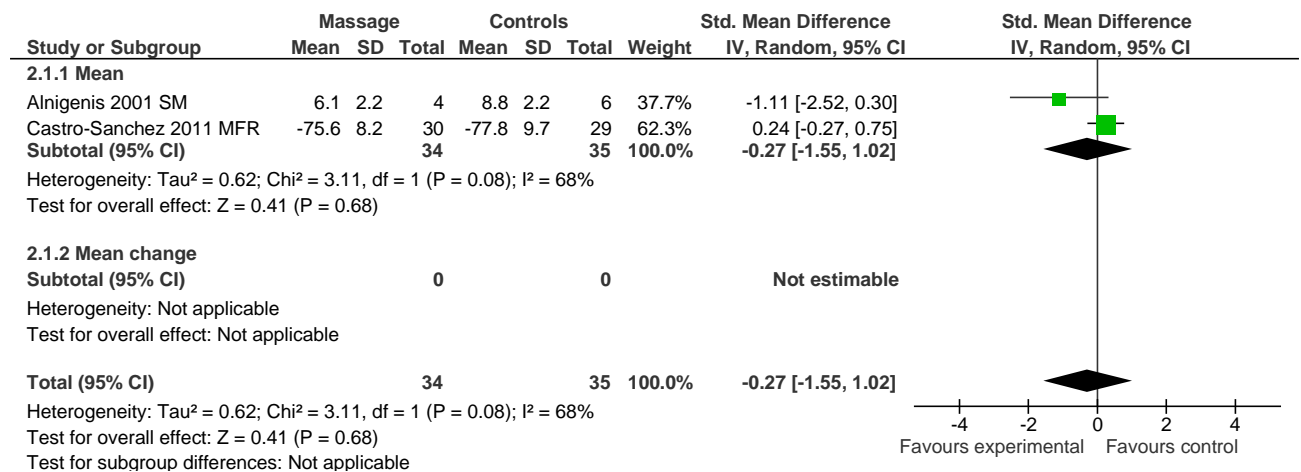 Massage Controls Std. Mean Difference Std. Mean Difference
Study or Subgroup Mean SD Total Mean SD Total Weight IV, Random, 95% CI IV, Random, 95% CI
2.1.1 Mean
Alnigenis 2001 SM 6.1 2.2 4 8.8 2.2 6 37.7% -1.11 [-2.52, 0.30]
Castro-Sanchez 2011 MFR -75.6 8.2 30 -77.8 9.7 29 62.3% 0.24 [-0.27, 0.75]
Subtotal (95% CI) 34 35 100.0% -0.27 [-1.55, 1.02]
Heterogeneity: Tau² = 0.62; Chi² = 3.11, df = 1 (P = 0.08); I² = 68%
Test for overall effect: Z = 0.41 (P = 0.68)
2.1.2 Mean change
Subtotal (95% CI) 0 0 Not estimable
Heterogeneity: Not applicable
Test for overall effect: Not applicable
Total (95% CI) 34 35 100.0% -0.27 [-1.55, 1.02]
Heterogeneity: Tau² = 0.62; Chi² = 3.11, df = 1 (P = 0.08); I² = 68%
Test for overall effect: Z = 0.41 (P = 0.68)
Test for subgroup differences: Not applicable
-4 -2 0 2 4
Favours experimental Favours control